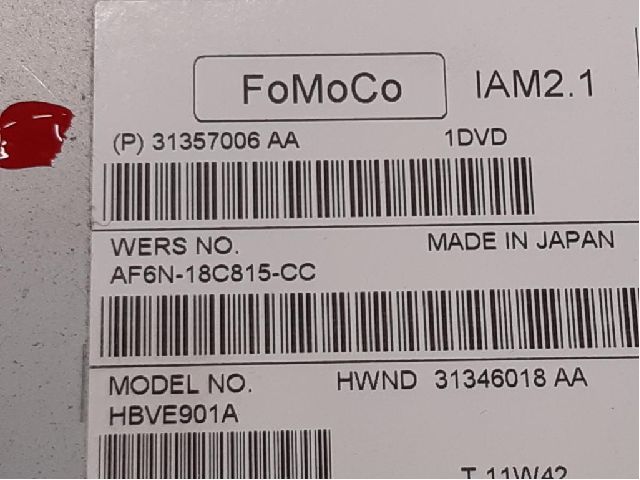 FoMoCo IAM2.1
(P) 31357006 AA 1DVD
WERS NO. MADE IN JAPAN
AF6N-18C815-CC
MODEL NO. HWND 31346018 AA
HBVE901A
T 11W42